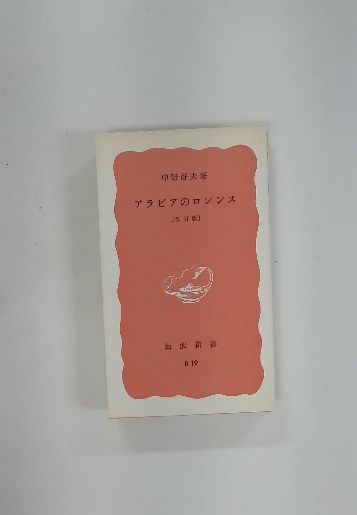 中野好夫著
アラビアのロレンス
〔改訂版〕
岩波新書
B 19